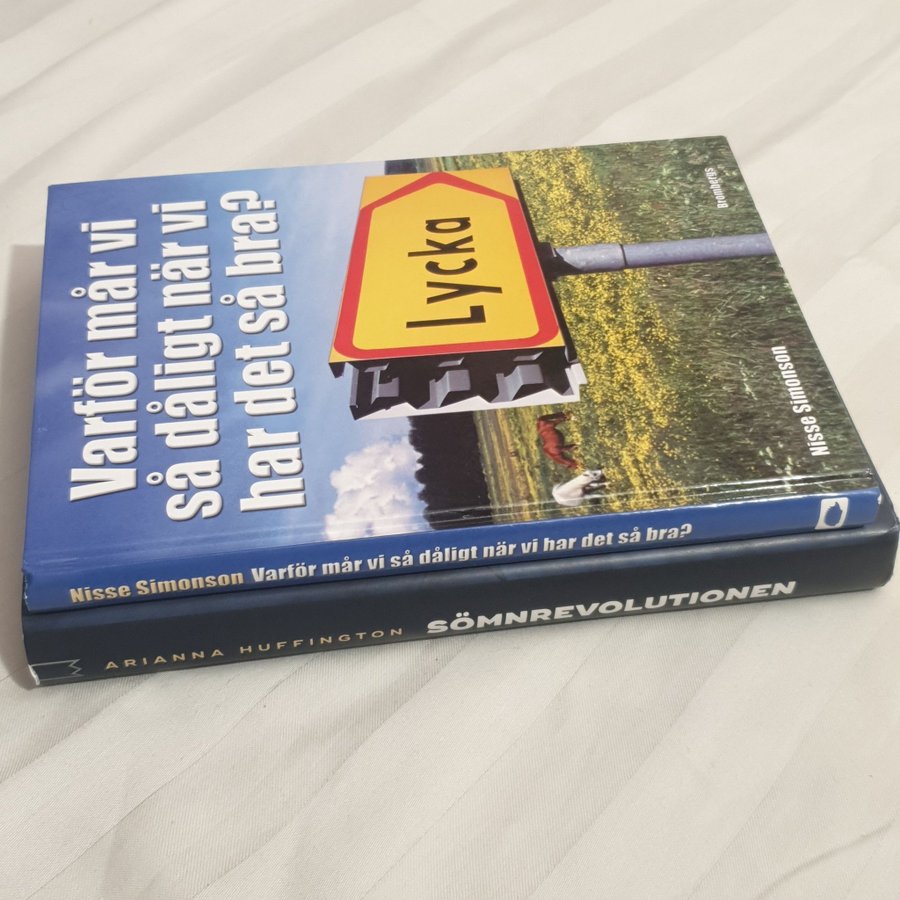 Varför mår vi
så dåligt när vi
har det så bra?
Lycka
Brombergs
Nisse Simonson
Nisse Simonson Varför mår vi så dåligt när vi har det så bra?
ARIANNA HUFFINGTON SÖMNREVOLUTIONEN